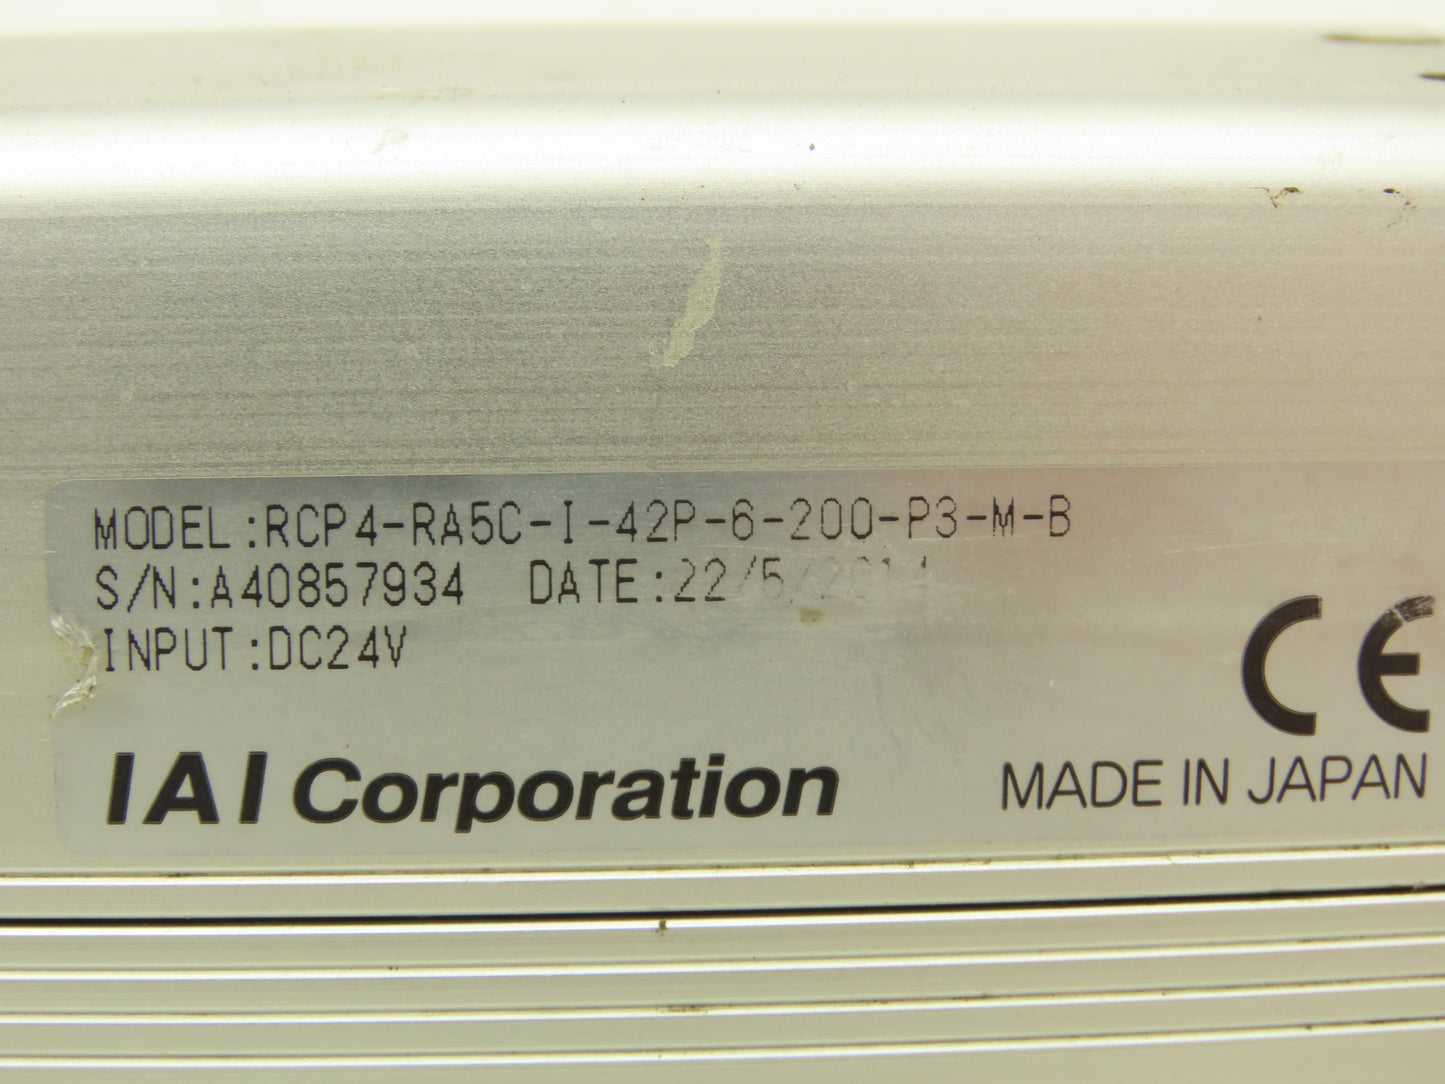 MODEL:RCP4-RA5C-I-42P-6-200-P3-M-B
S/N:A40857934 DATE:22/5/2014
INPUT:DC24V
CE
IAI Corporation
MADE IN JAPAN